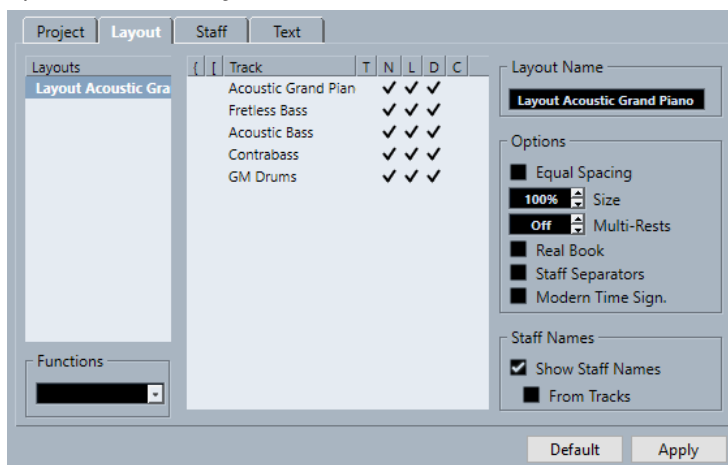 Project Layout Staff Text
Layouts
Layout Acoustic Gra
{ [ Track T N L D C
Acoustic Grand Pian
Fretless Bass
Acoustic Bass
Contrabass
GM Drums
Functions
Layout Name
Layout Acoustic Grand Piano
Options
Equal Spacing
100% Size
Off Multi-Rests
Real Book
Staff Separators
Modern Time Sign.
Staff Names
Show Staff Names
From Tracks
Default Apply